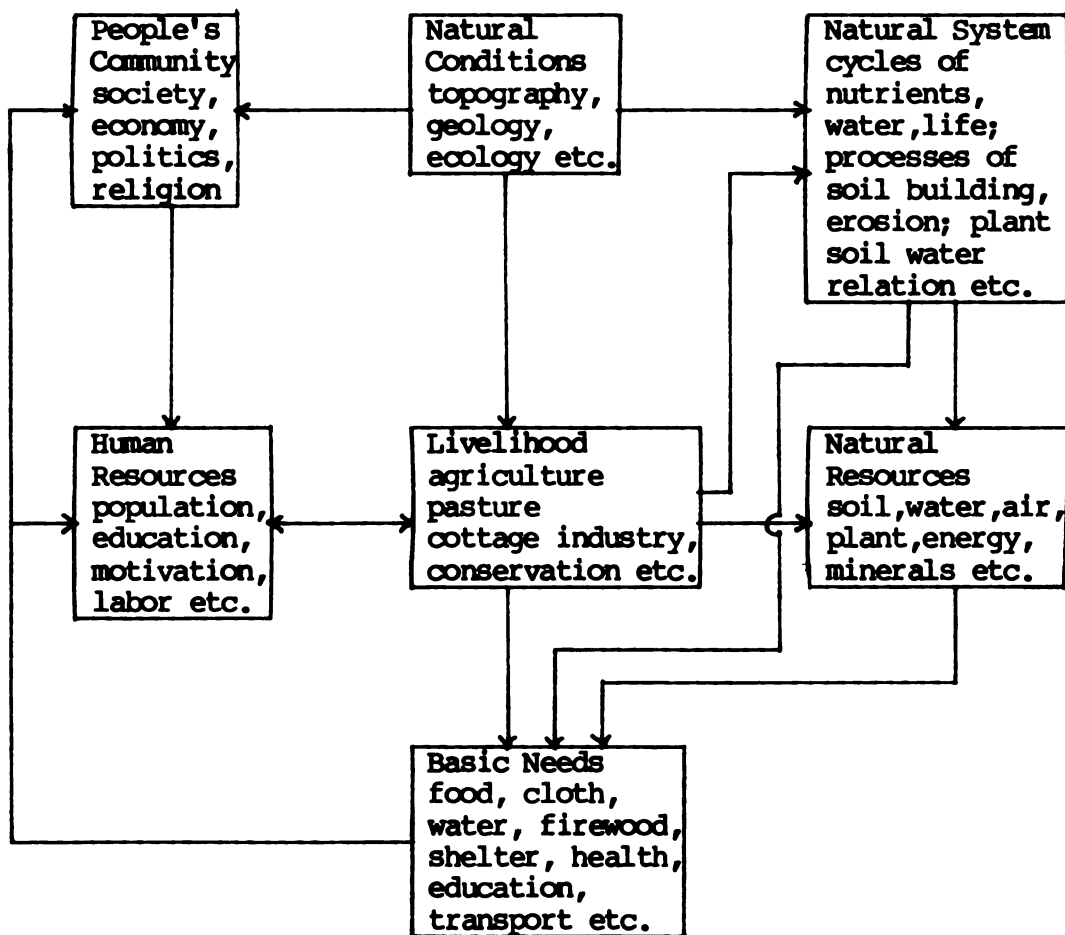 People's
Community
society,
economy,
politics,
religion
Natural
Conditions
topography,
geology,
ecology etc.
Natural System
cycles of
nutrients,
water,life;
processes of
soil building,
erosion; plant
soil water
relation etc.
Human
Resources
population,
education,
motivation,
labor etc.
Livelihood
agriculture
pasture
cottage industry,
conservation etc.
Natural
Resources
soil,water,air,
plant,energy,
minerals etc.
Basic Needs
food, cloth,
water, firewood,
shelter, health,
education,
transport etc.